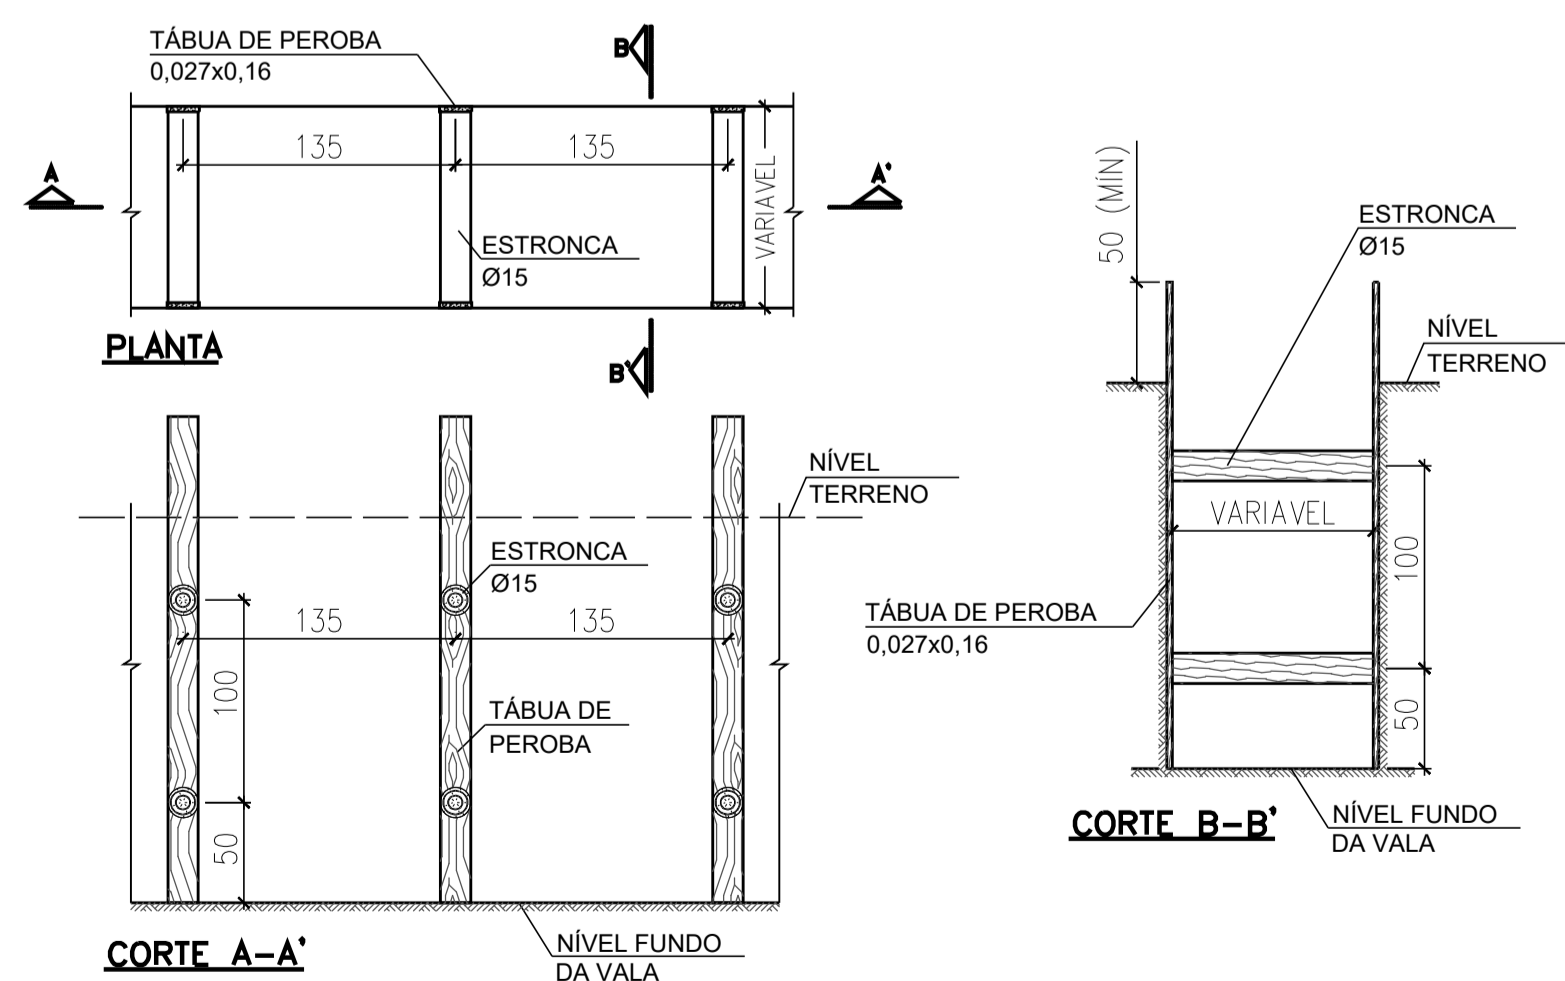 TÁBUA DE PEROBA
0,027x0,16
B
135
135
A
A'
VARIAVEL
ESTRONCA
Ø15
PLANTA
B'
NÍVEL
TERRENO
ESTRONCA
Ø15
135
135
100
TÁBUA DE
PEROBA
50
CORTE A-A'
NÍVEL FUNDO
DA VALA
50 (MÍN)
ESTRONCA
Ø15
NÍVEL
TERRENO
VARIAVEL
100
TÁBUA DE PEROBA
0,027x0,16
50
CORTE B-B'
NÍVEL FUNDO
DA VALA